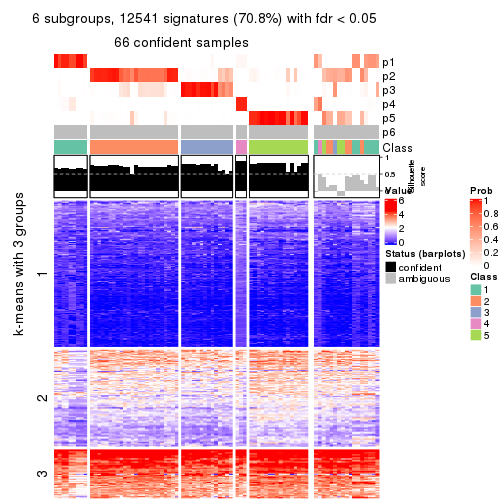 6 subgroups, 12541 signatures (70.8%) with fdr < 0.05
66 confident samples
p1
p2
p3
p4
p5
p6
Class
1
0.5
0
Silhouette
score
k-means with 3 groups
1
2
3
Value
6
4
2
0
Status (barplots)
confident
ambiguous
Prob
1
0.8
0.6
0.4
0.2
0
Class
1
2
3
4
5